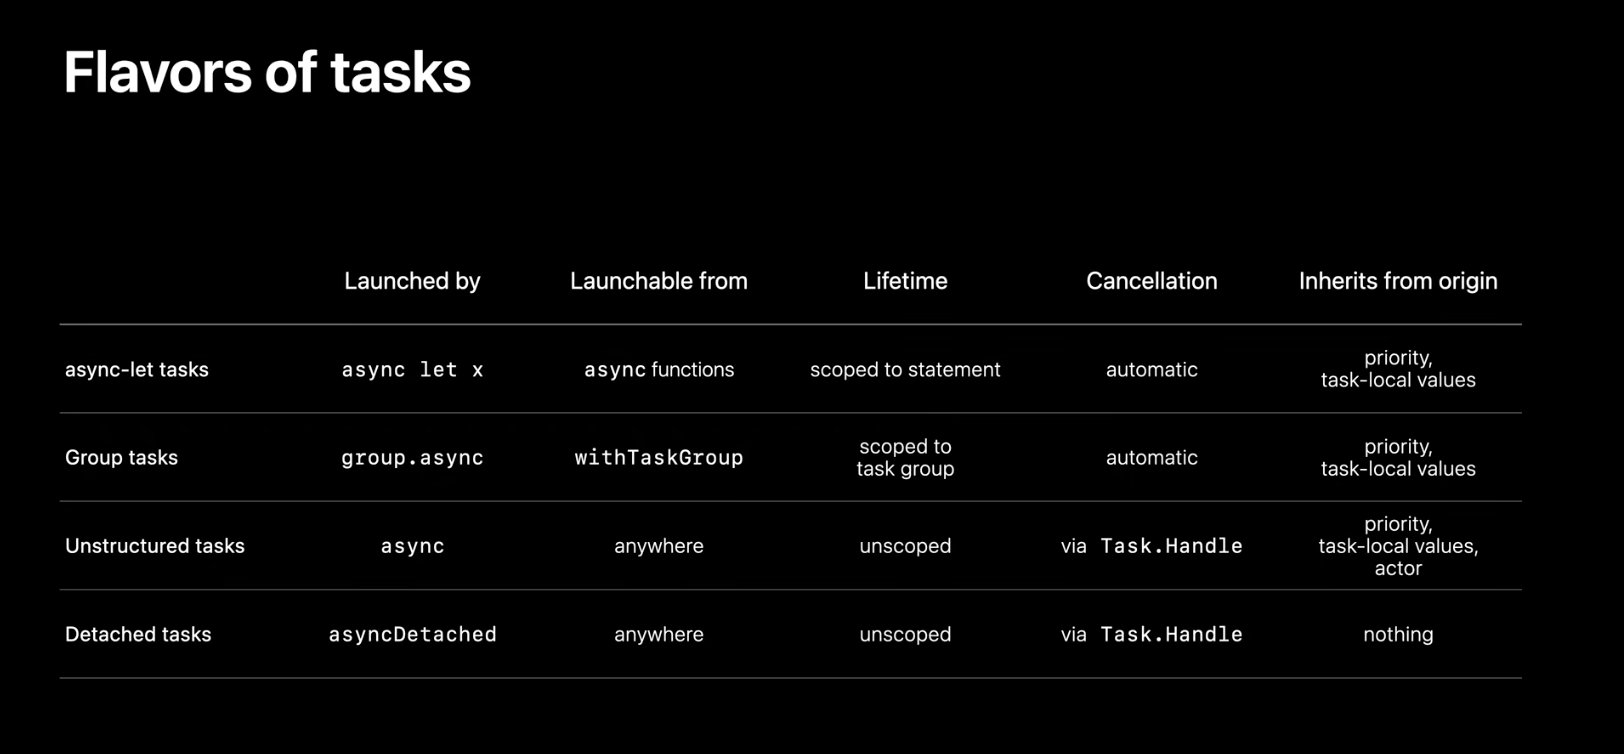 Flavors of tasks
Launched by Launchable from Lifetime Cancellation Inherits from origin
async-let tasks async let x async functions scoped to statement automatic priority, task-local values
Group tasks group.async withTaskGroup scoped to task group automatic priority, task-local values
Unstructured tasks async anywhere unscoped via Task.Handle priority, task-local values, actor
Detached tasks asyncDetached anywhere unscoped via Task.Handle nothing